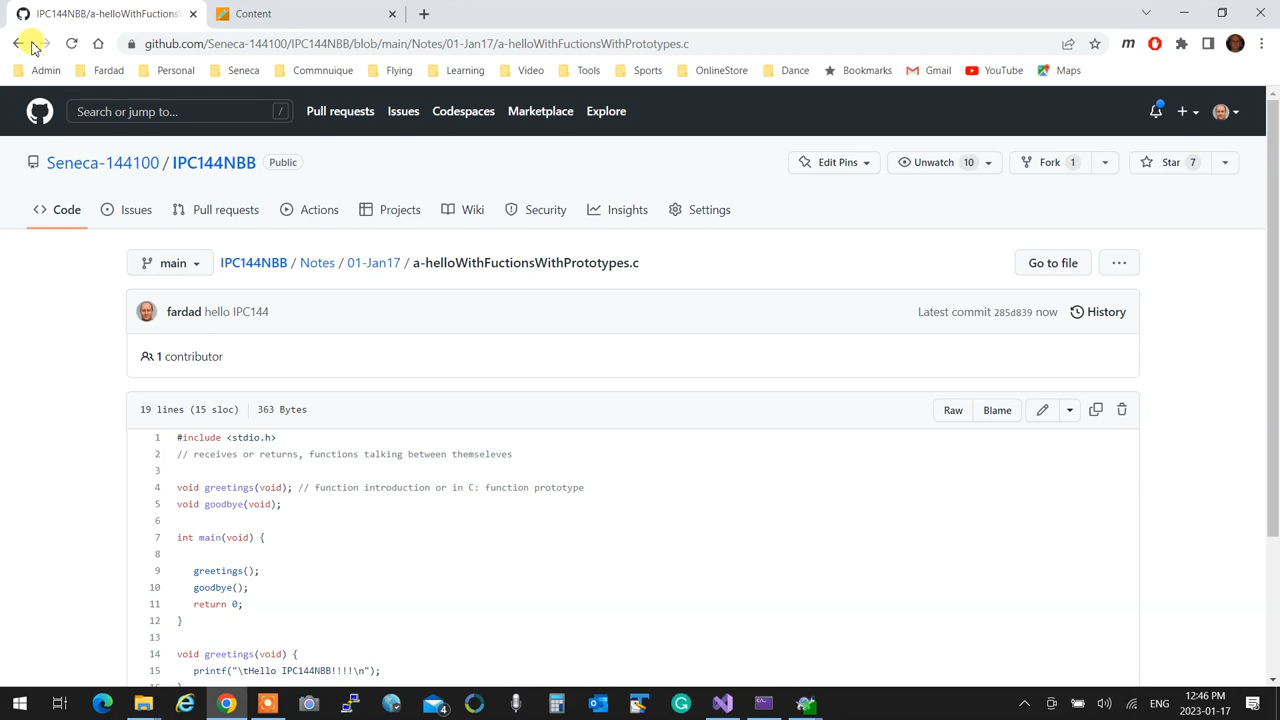 IPC144NBB/a-helloWithFuctions
Content
github.com/Seneca-144100/IPC144NBB/blob/main/Notes/01-Jan17/a-helloWithFuctionsWithPrototypes.c
Admin Fardad Personal Seneca Commnuique Flying Learning Video Tools Sports OnlineStore Dance Bookmarks Gmail YouTube Maps
Search or jump to... / Pull requests Issues Codespaces Marketplace Explore
Seneca-144100 / IPC144NBB Public Edit Pins Unwatch 10 Fork 1 Star 7
Code Issues Pull requests Actions Projects Wiki Security Insights Settings
main IPC144NBB / Notes / 01-Jan17 / a-helloWithFuctionsWithPrototypes.c Go to file ...
fardad hello IPC144 Latest commit 285d839 now History
1 contributor
19 lines (15 sloc) 363 Bytes Raw Blame
1 #include <stdio.h>
2 // receives or returns, functions talking between themseleves
3
4 void greetings(void); // function introduction or in C: function prototype
5 void goodbye(void);
6
7 int main(void) {
8
9 greetings();
10 goodbye();
11 return 0;
12 }
13
14 void greetings(void) {
15 printf("\tHello IPC144NBB!!!!\n");
4
ENG
12:46 PM
2023-01-17